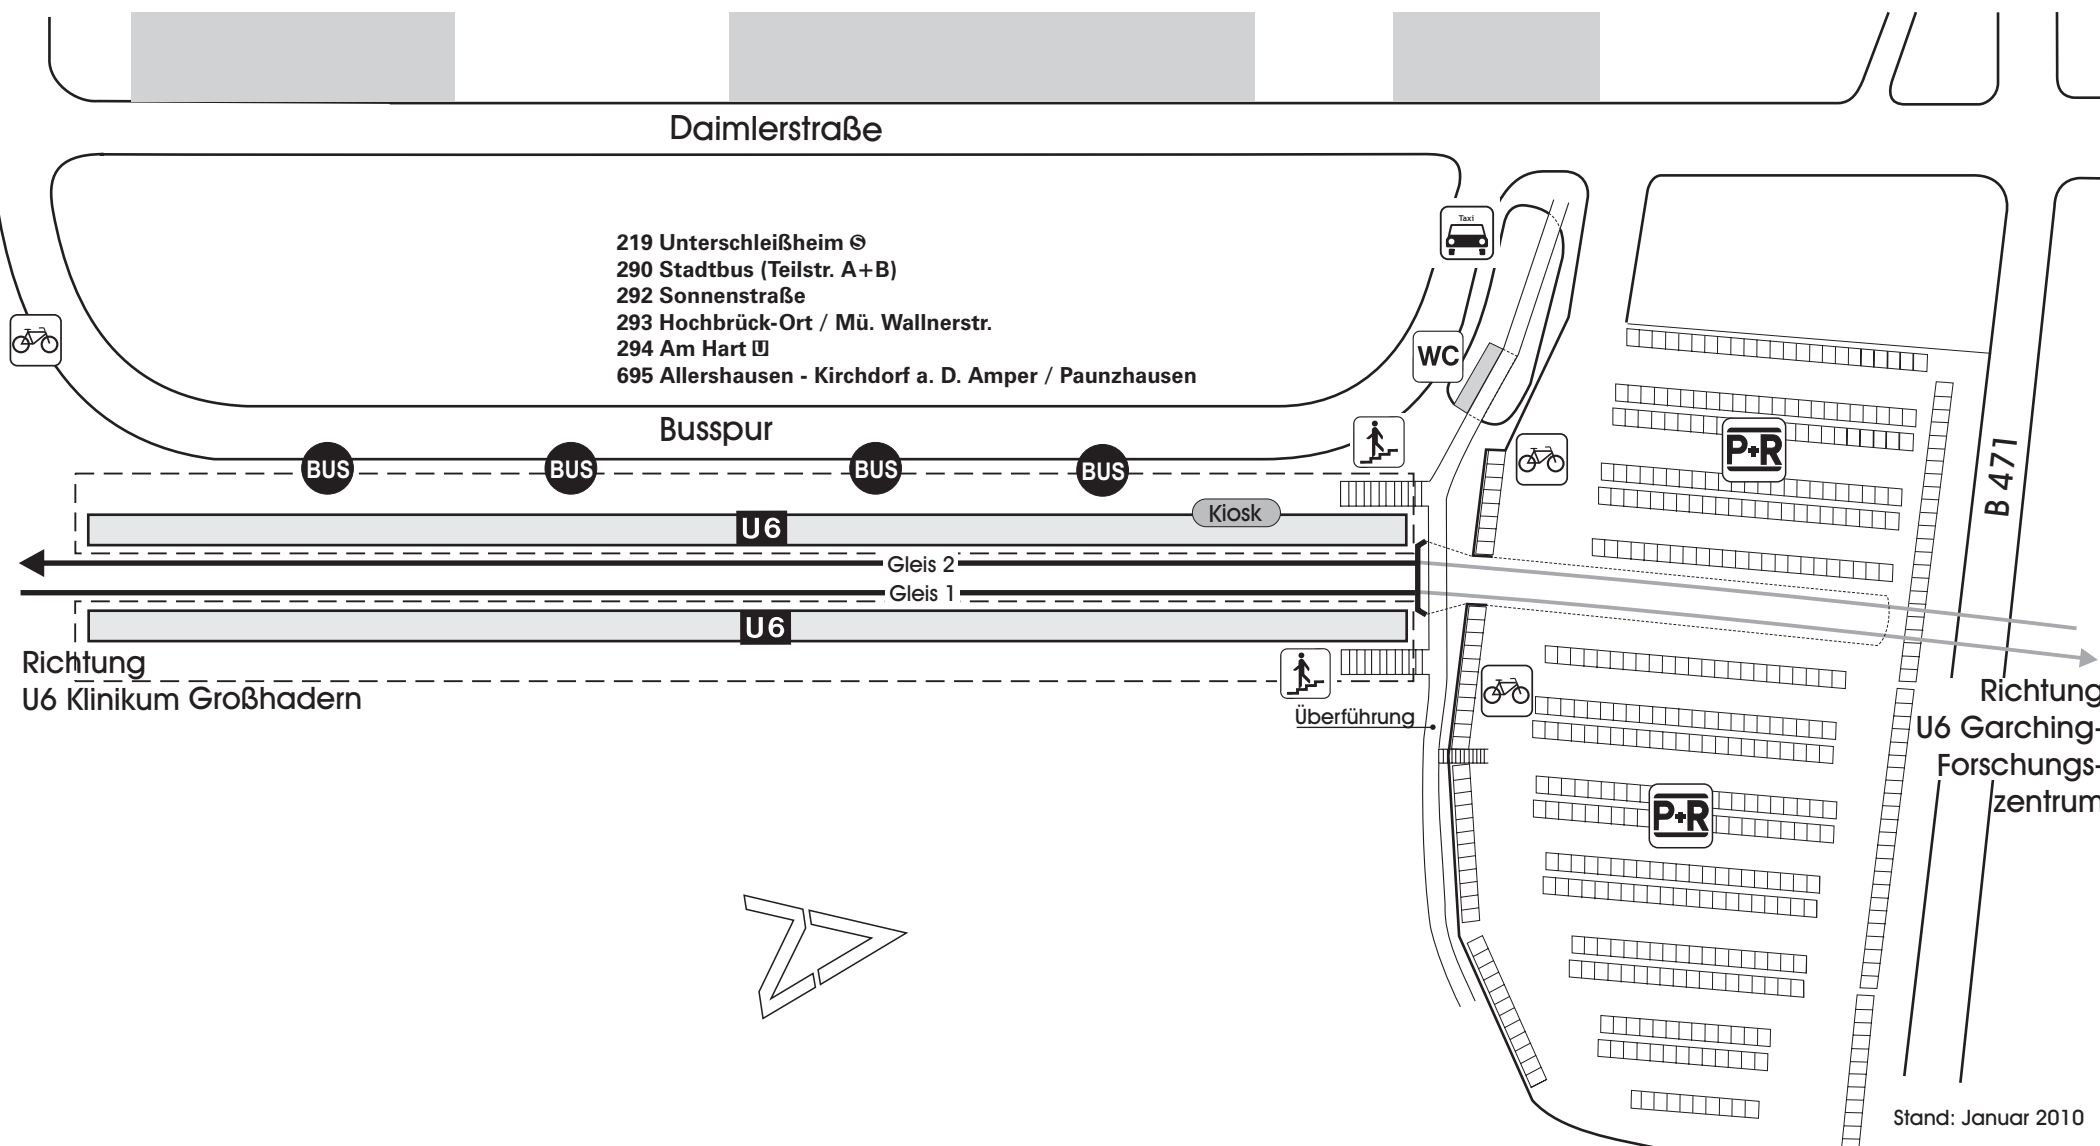 Daimlerstraße
Taxi
219 Unterschleißheim Ⓢ
290 Stadtbus (Teilstr. A+B)
292 Sonnenstraße
293 Hochbrück-Ort / Mü. Wallnerstr.
294 Am Hart U
695 Allershausen - Kirchdorf a. D. Amper / Paunzhausen
WC
Busspur
BUS
BUS
BUS
BUS
P+R
B 471
Kiosk
U6
Gleis 2
Gleis 1
U6
Richtung
U6 Klinikum Großhadern
Überführung
Richtung
U6 Garching-
Forschungs-
zentrum
P+R
Stand: Januar 2010